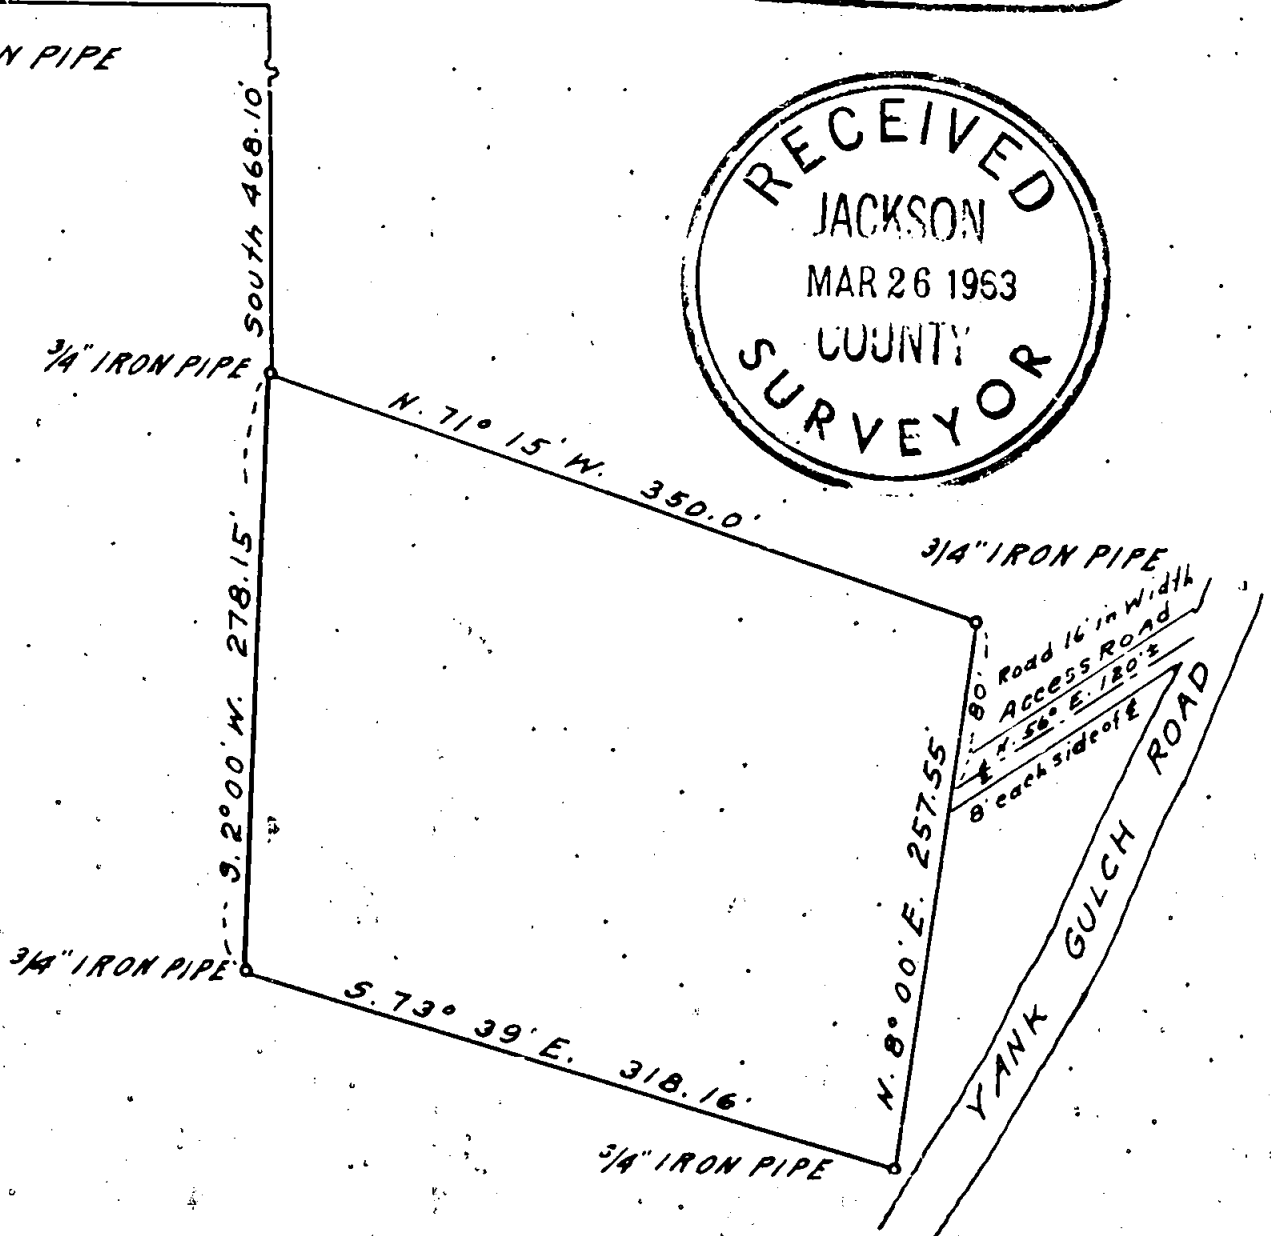 N PIPE
South 468.10'
RECEIVED
JACKSON
MAR 26 1963
COUNTY
SURVEYOR
3/4" IRON PIPE
N. 71° 15' W. 350.0'
3/4" IRON PIPE
Road 16' in Width
Access Road
80'
℄ N. 56° E. 120'±
8' each side of ℄
S. 2° 00' W. 278.15'
N. 8° 00' E. 257.55'
YANK GULCH ROAD
3/4" IRON PIPE
S. 73° 39' E. 318.16'
3/4" IRON PIPE